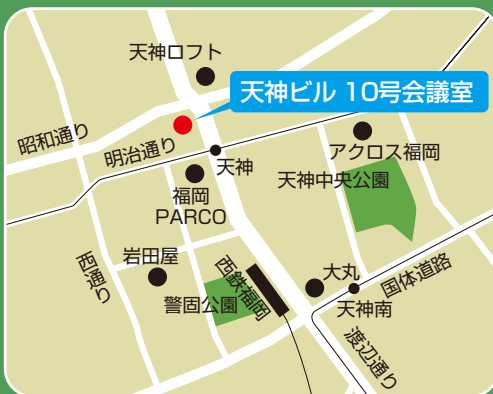 天神ロフト
天神ビル 10号会議室
昭和通り
明治通り
天神
アクロス福岡
天神中央公園
福岡
PARCO
西通り
岩田屋
警固公園
西鉄福岡
大丸
国体道路
天神南
渡辺通り